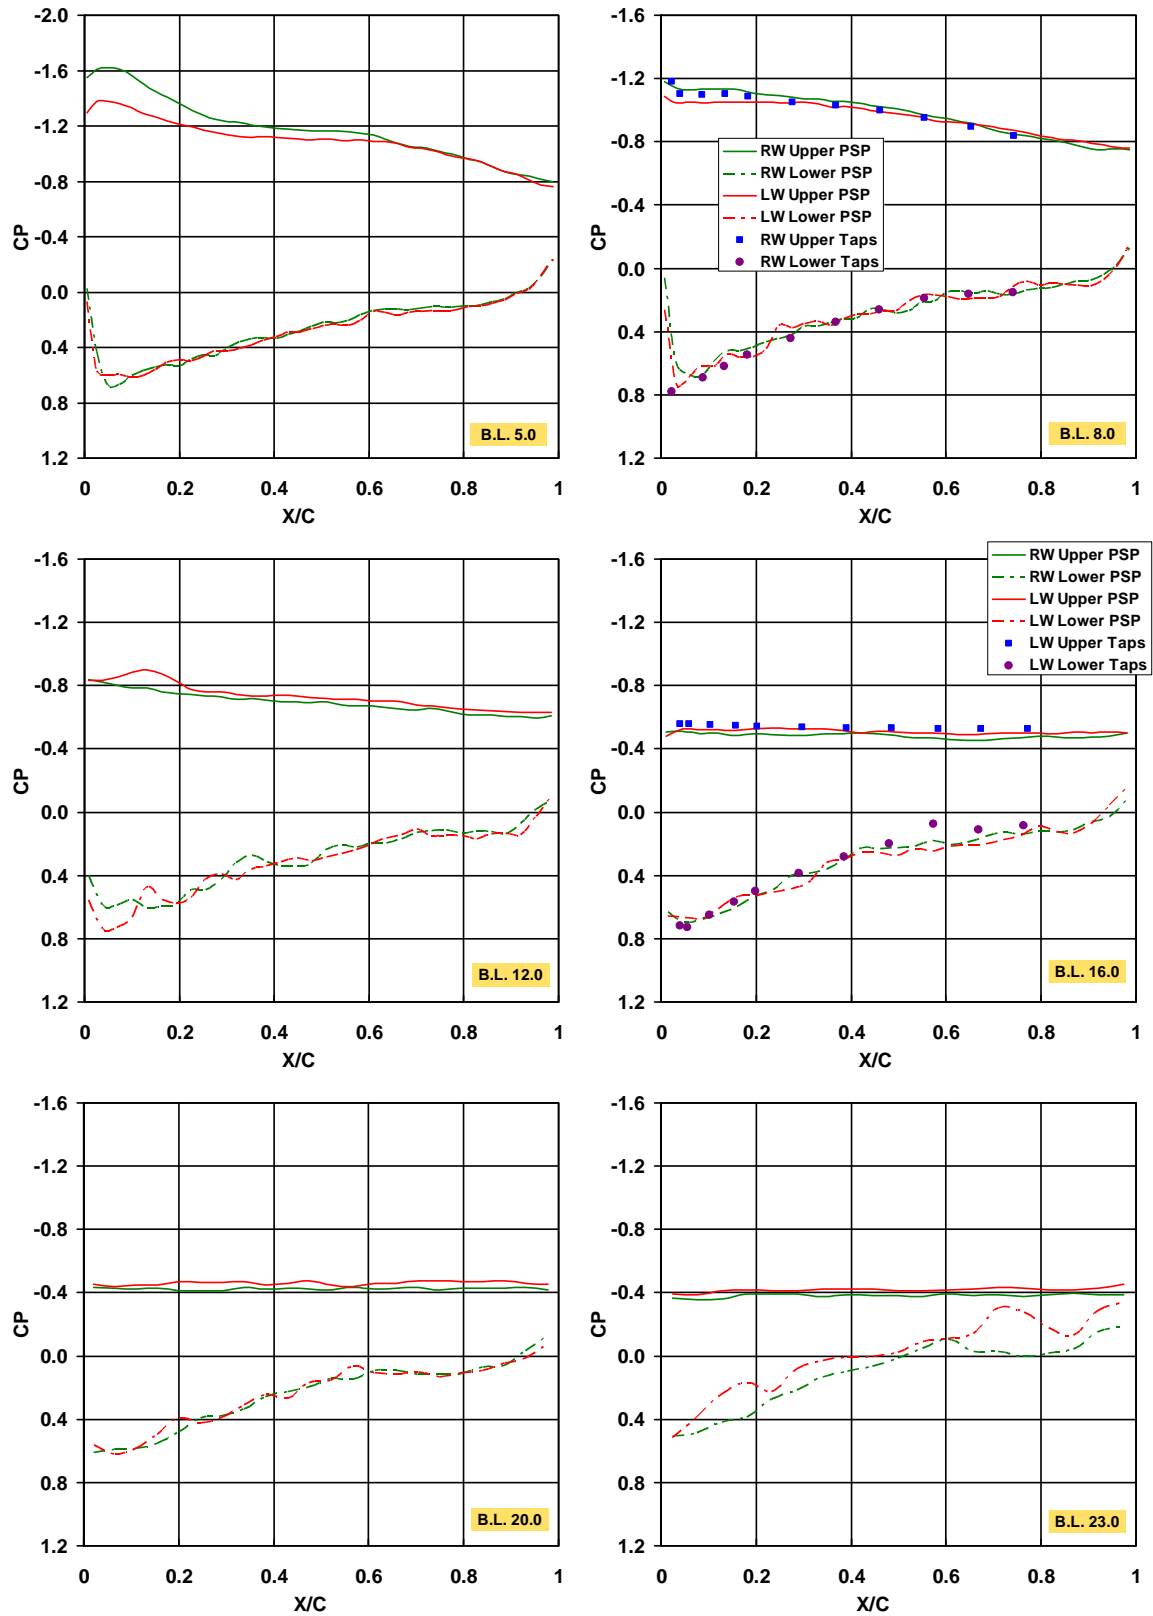 -2.0
-1.6
-1.2
-0.8
-0.4
0.0
0.4
0.8
1.2
CP
0
0.2
0.4
0.6
0.8
1
X/C
B.L. 5.0
-1.6
-1.2
-0.8
-0.4
0.0
0.4
0.8
1.2
CP
RW Upper PSP
RW Lower PSP
LW Upper PSP
LW Lower PSP
RW Upper Taps
RW Lower Taps
B.L. 8.0
0
0.2
0.4
0.6
0.8
1
X/C
-1.6
-1.2
-0.8
-0.4
0.0
0.4
0.8
1.2
CP
B.L. 12.0
0
0.2
0.4
0.6
0.8
1
X/C
-1.6
-1.2
-0.8
-0.4
0.0
0.4
0.8
1.2
CP
RW Upper PSP
RW Lower PSP
LW Upper PSP
LW Lower PSP
LW Upper Taps
LW Lower Taps
B.L. 16.0
0
0.2
0.4
0.6
0.8
1
X/C
-1.6
-1.2
-0.8
-0.4
0.0
0.4
0.8
1.2
CP
B.L. 20.0
0
0.2
0.4
0.6
0.8
1
X/C
-1.6
-1.2
-0.8
-0.4
0.0
0.4
0.8
1.2
CP
B.L. 23.0
0
0.2
0.4
0.6
0.8
1
X/C